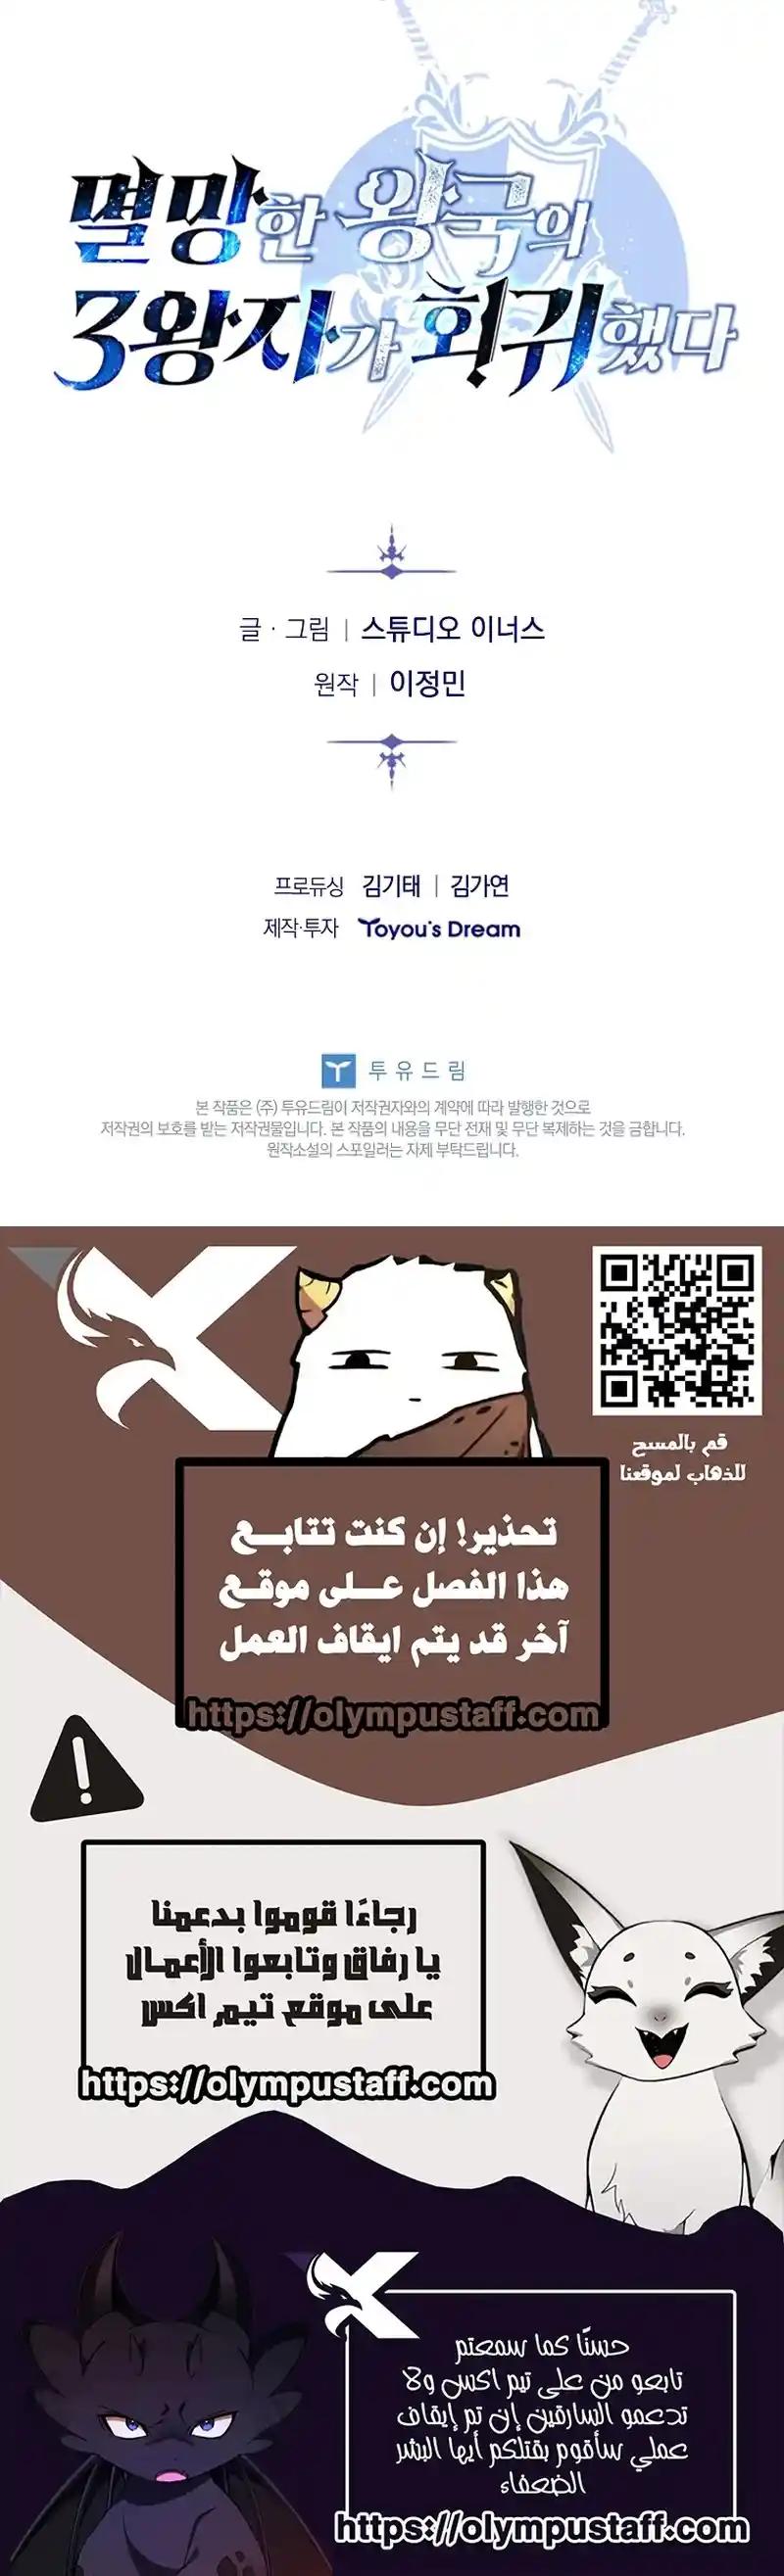 멸망한 왕국의
3왕자가 회귀했다
글 · 그림 | 스튜디오 이너스
원작 | 이정민
프로듀싱 김기태 | 김가연
제작·투자 Toyou's Dream
투유드림
본 작품은 (주) 투유드림이 저작권자와의 계약에 따라 발행한 것으로
저작권의 보호를 받는 저작권물입니다. 본 작품의 내용을 무단 전재 및 무단 복제하는 것을 금합니다.
원작소설의 스포일러는 자제 부탁드립니다.
قم بالمسح
للذهاب لموقعنا
تحذير! إن كنت تتابع
هذا الفصل على موقع
آخر قد يتم ايقاف العمل
https://olympustaff.com
رجاءًا قوموا بدعمنا
يا رفاق وتابعوا الأعمال
على موقع تيم اكس
https://olympustaff.com
حسنًا كما سمعتم
تابعو من على تيم اكس ولا
تدعمو السارقين إن تم إيقاف
عملي سأقوم بقتلكم أيها البشر
الضعفاء
https://olympustaff.com